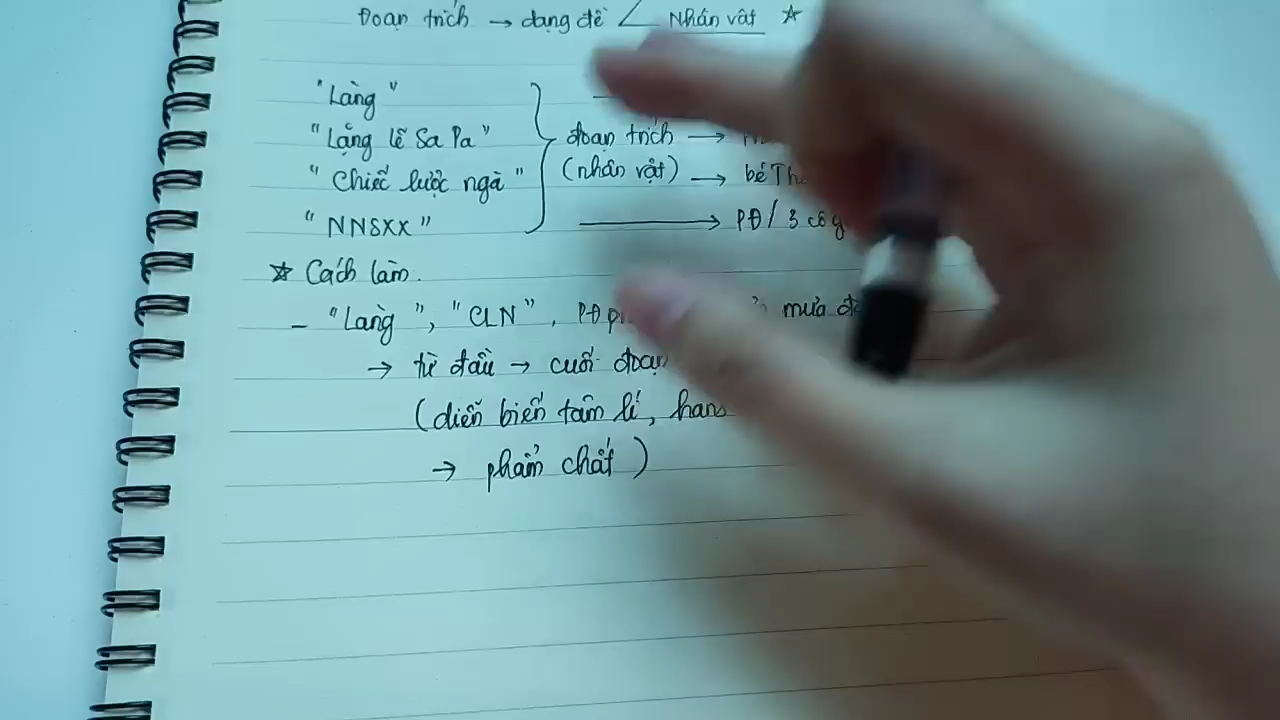 Đoạn trích → dạng đề < Nhân vật ☆
"Làng"
"Lặng lẽ Sa Pa" đoạn trích →
"Chiếc lược ngà" (nhân vật) → bé
"NNSXX" → PĐ/ 3 cô
☆ Cách làm.
- "Làng", "CLN", PĐ mưa
→ từ đầu → cuối đoạn
(diễn biến tâm lí,
→ phẩm chất)